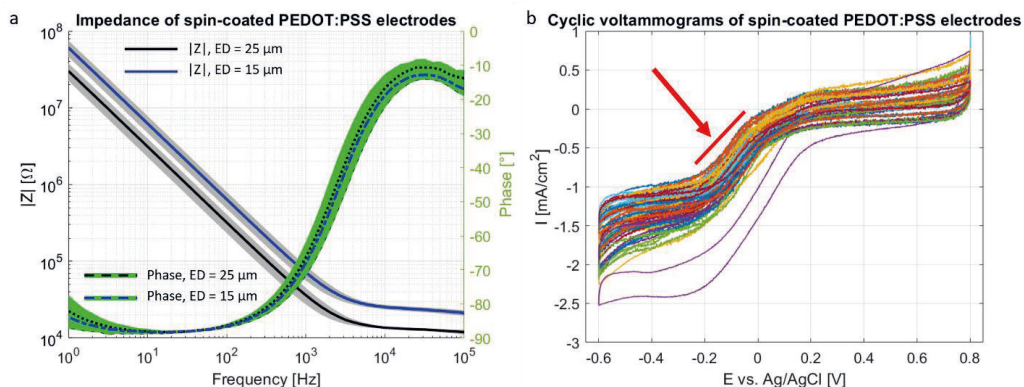 a
Impedance of spin-coated PEDOT:PSS electrodes
10^8
10^7
10^6
10^5
10^4
|Z| [Ω]
|Z|, ED = 25 μm
|Z|, ED = 15 μm
Phase, ED = 25 μm
Phase, ED = 15 μm
0
-10
-20
-30
-40
-50
-60
-70
-80
-90
Phase [°]
10^0
10^1
10^2
10^3
10^4
10^5
Frequency [Hz]
b
Cyclic voltammograms of spin-coated PEDOT:PSS electrodes
1
0.5
0
-0.5
-1
-1.5
-2
-2.5
-3
I [mA/cm^2]
-0.6
-0.4
-0.2
0
0.2
0.4
0.6
0.8
E vs. Ag/AgCl [V]